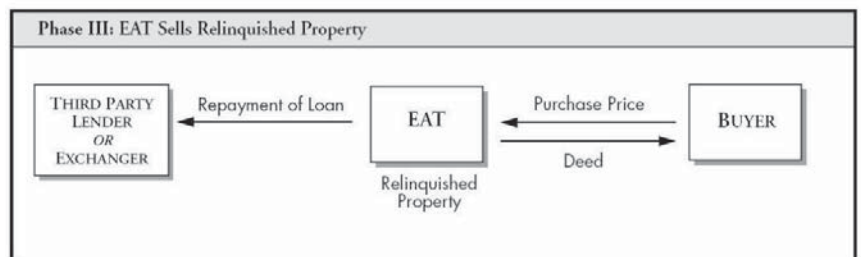 Phase III: EAT Sells Relinquished Property
THIRD PARTY
LENDER
OR
EXCHANGER
Repayment of Loan
EAT
Relinquished
Property
Purchase Price
Deed
BUYER